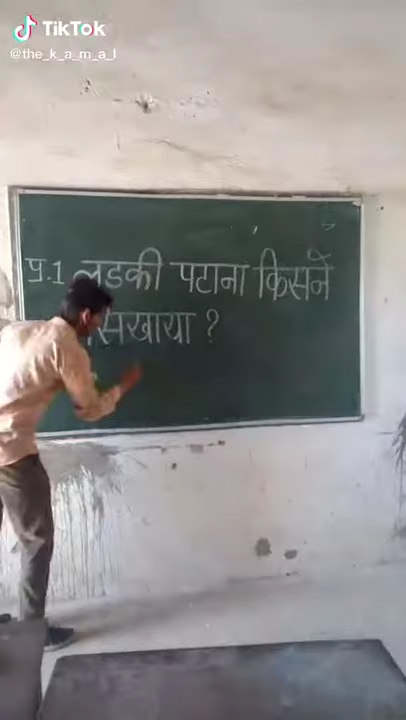 TikTok
@the_k_a_m_a_l
प्र.1 लडकी पटाना किसने
सिखाया ?